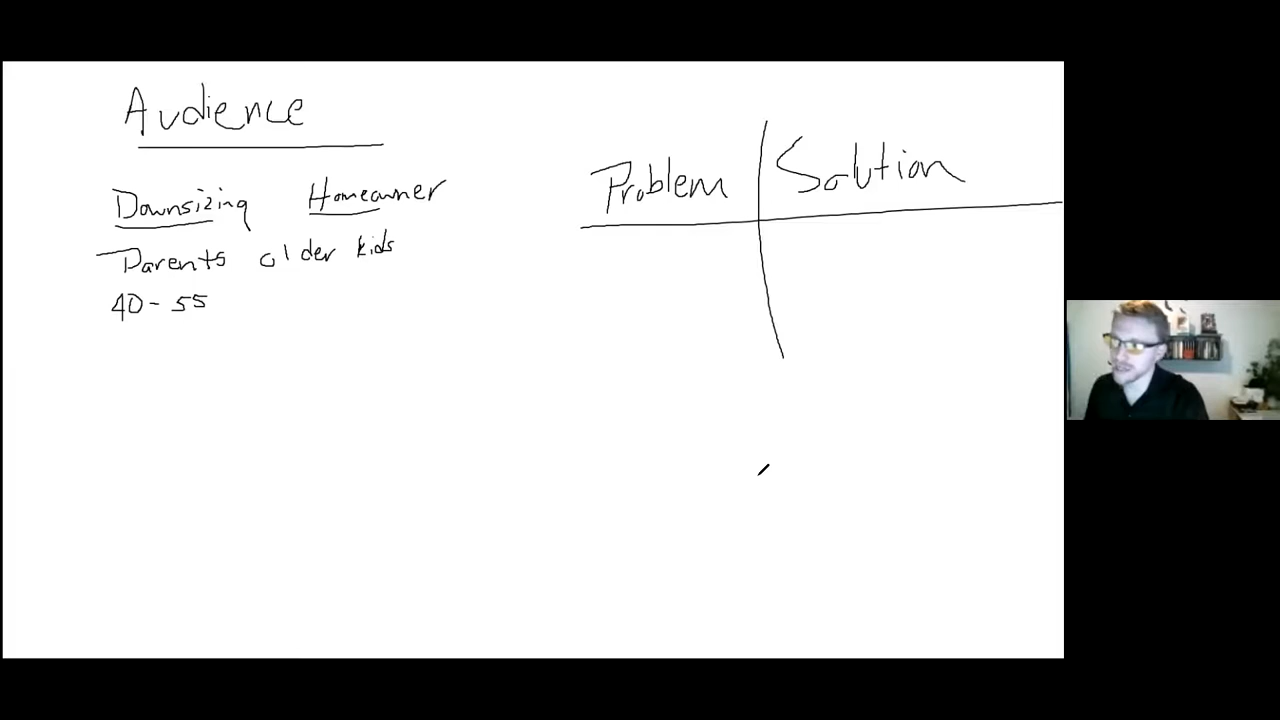 Audience
Downsizing Homeowner
Parents older kids
40 - 55
Problem Solution